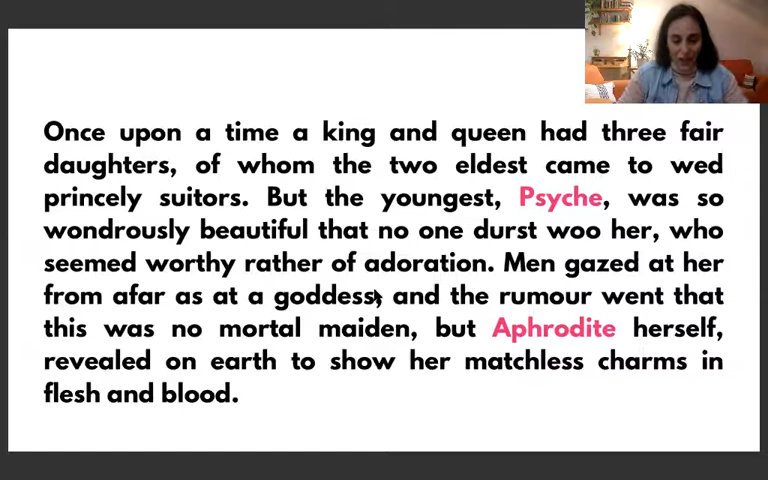 Once upon a time a king and queen had three fair
daughters, of whom the two eldest came to wed
princely suitors. But the youngest, Psyche, was so
wondrously beautiful that no one durst woo her, who
seemed worthy rather of adoration. Men gazed at her
from afar as at a goddess, and the rumour went that
this was no mortal maiden, but Aphrodite herself,
revealed on earth to show her matchless charms in
flesh and blood.